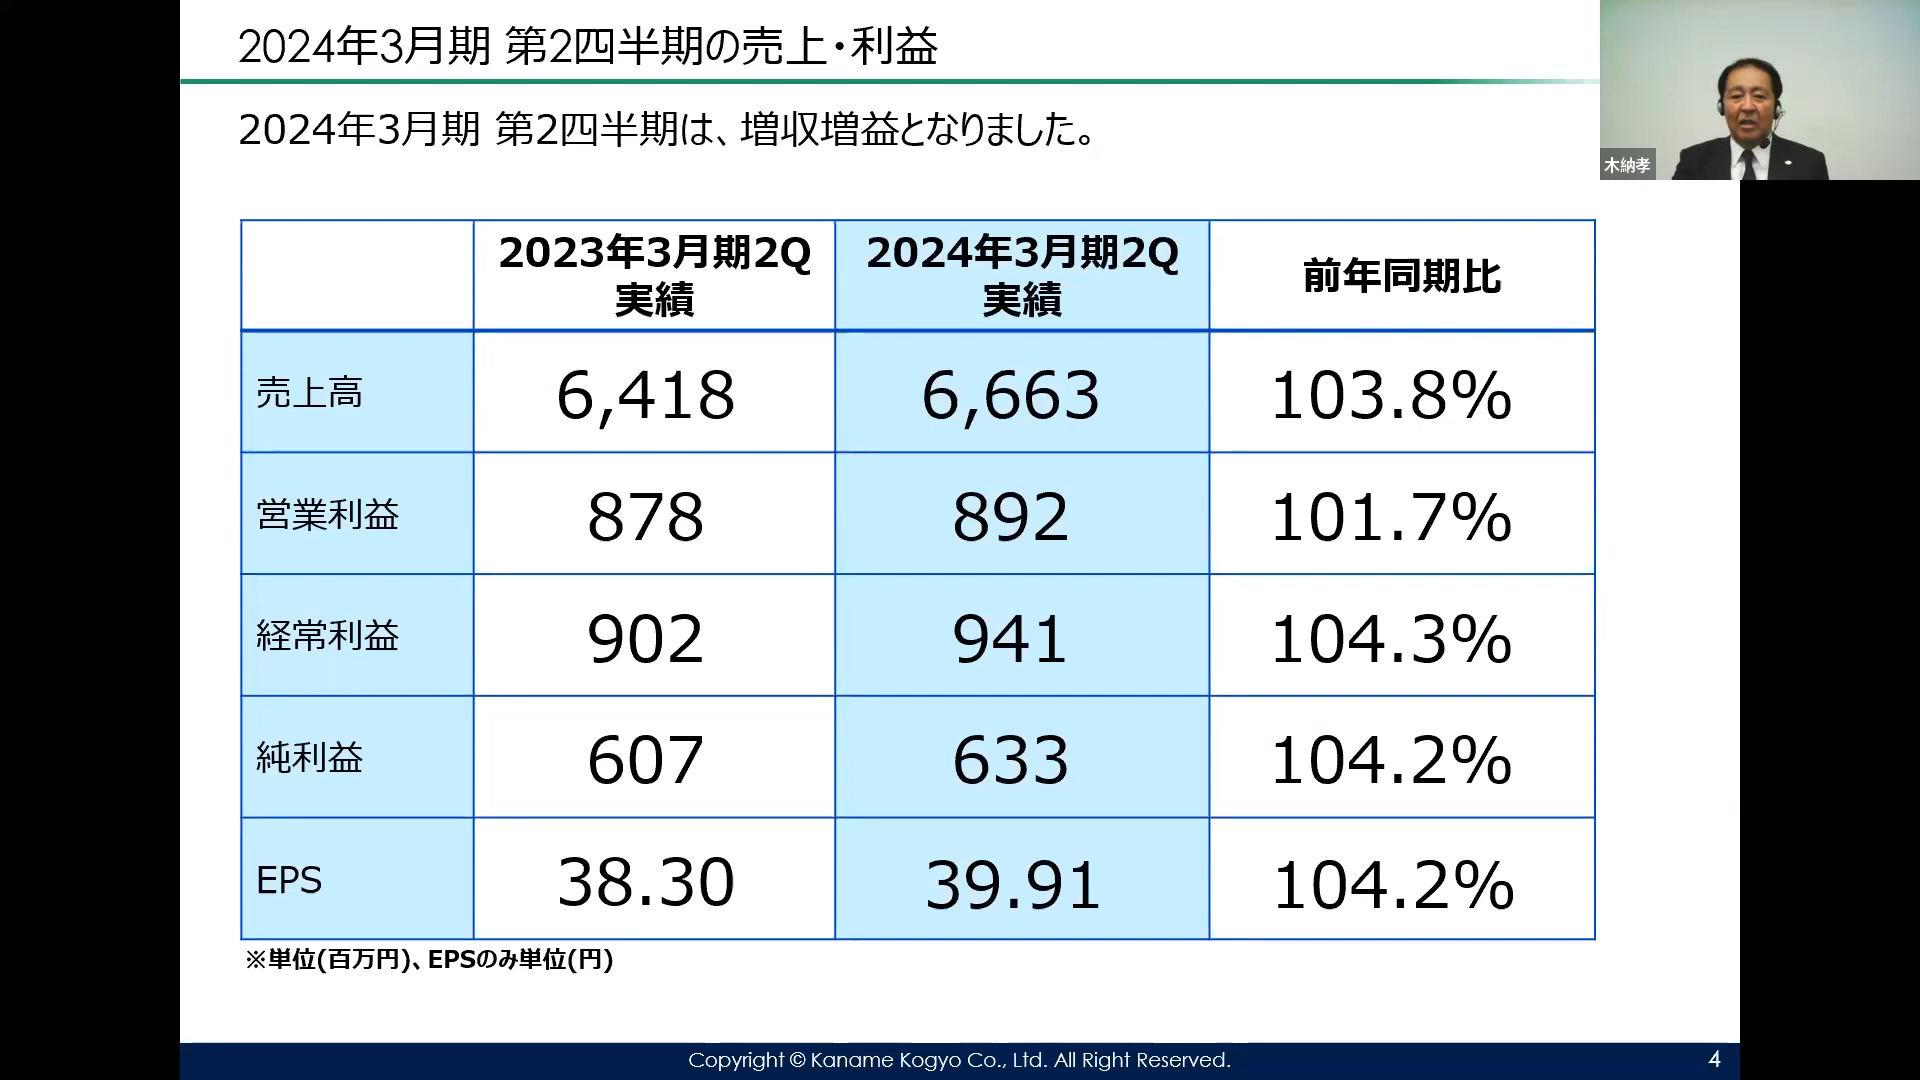 2024年3月期 第2四半期の売上・利益
木納孝
2024年3月期 第2四半期は、増収増益となりました。
2023年3月期2Q
実績
2024年3月期2Q
実績
前年同期比
売上高 6,418 6,663 103.8%
営業利益 878 892 101.7%
経常利益 902 941 104.3%
純利益 607 633 104.2%
EPS 38.30 39.91 104.2%
※単位(百万円)、EPSのみ単位(円)
Copyright © Kaname Kogyo Co., Ltd. All Right Reserved. 4